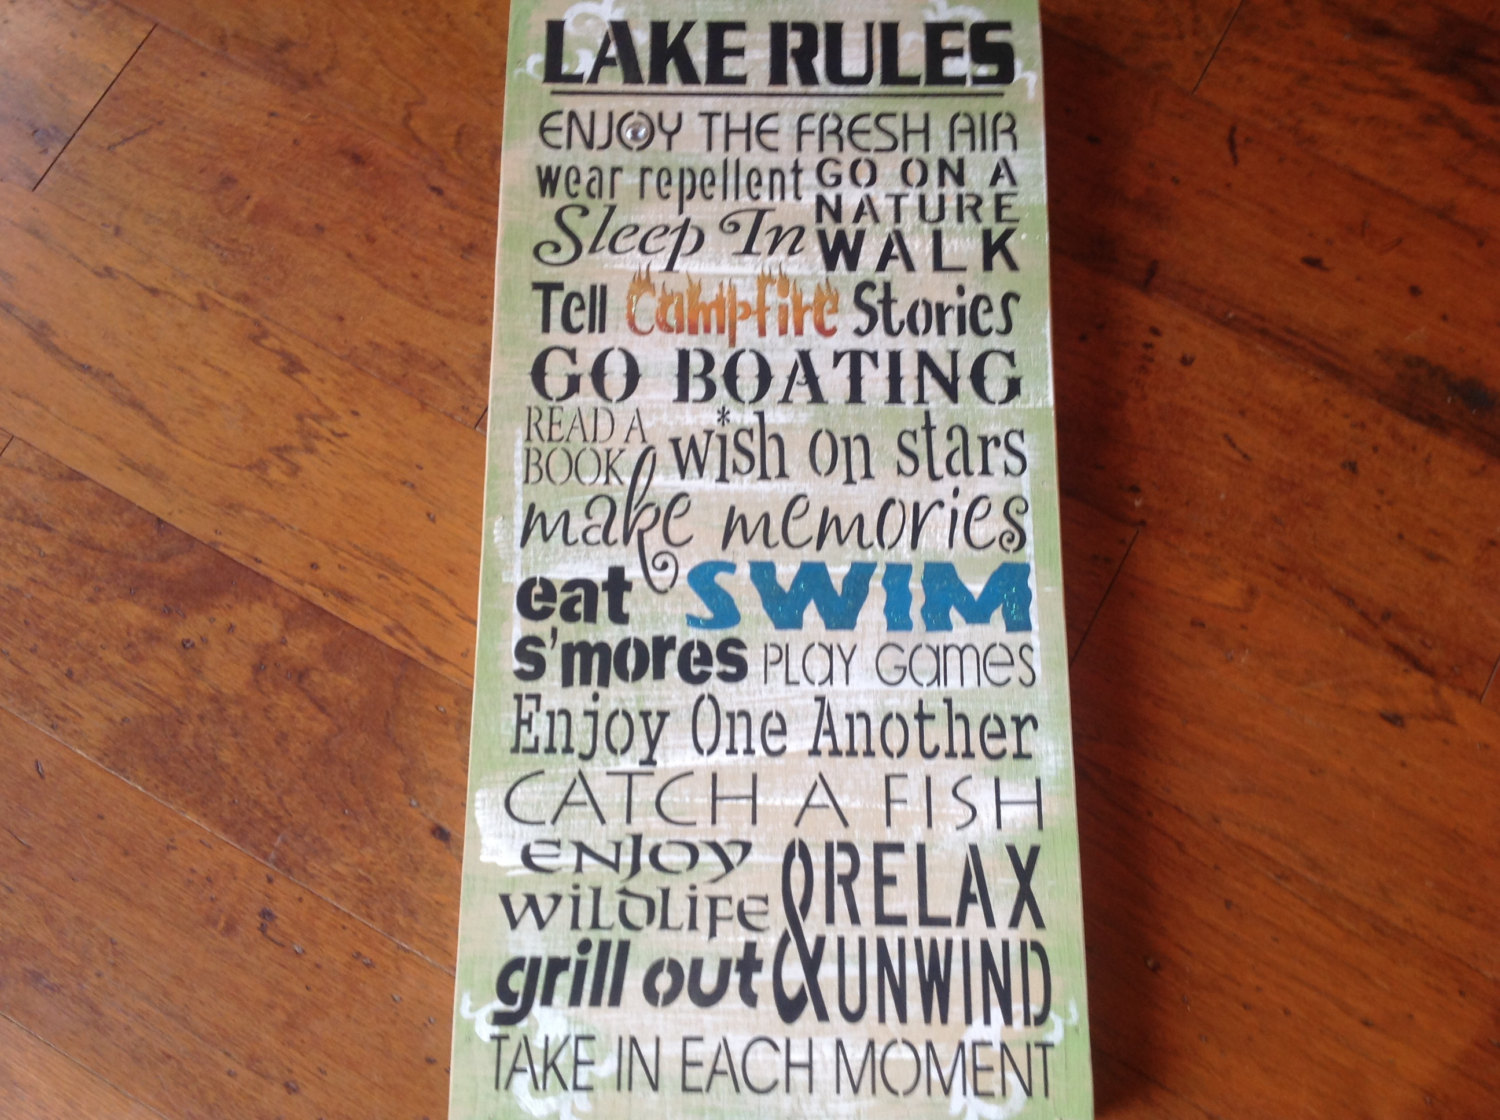 LAKE RULES
ENJOY THE FRESH AIR
wear repellent
GO ON A
NATURE
WALK
Sleep In
Tell Campfire Stories
GO BOATING
READ A
BOOK
wish on stars
make memories
eat
s'mores
SWIM
PLAY Games
Enjoy One Another
CATCH A FISH
ENJOY
WILDLIFE
RELAX
& UNWIND
grill out
TAKE IN EACH MOMENT